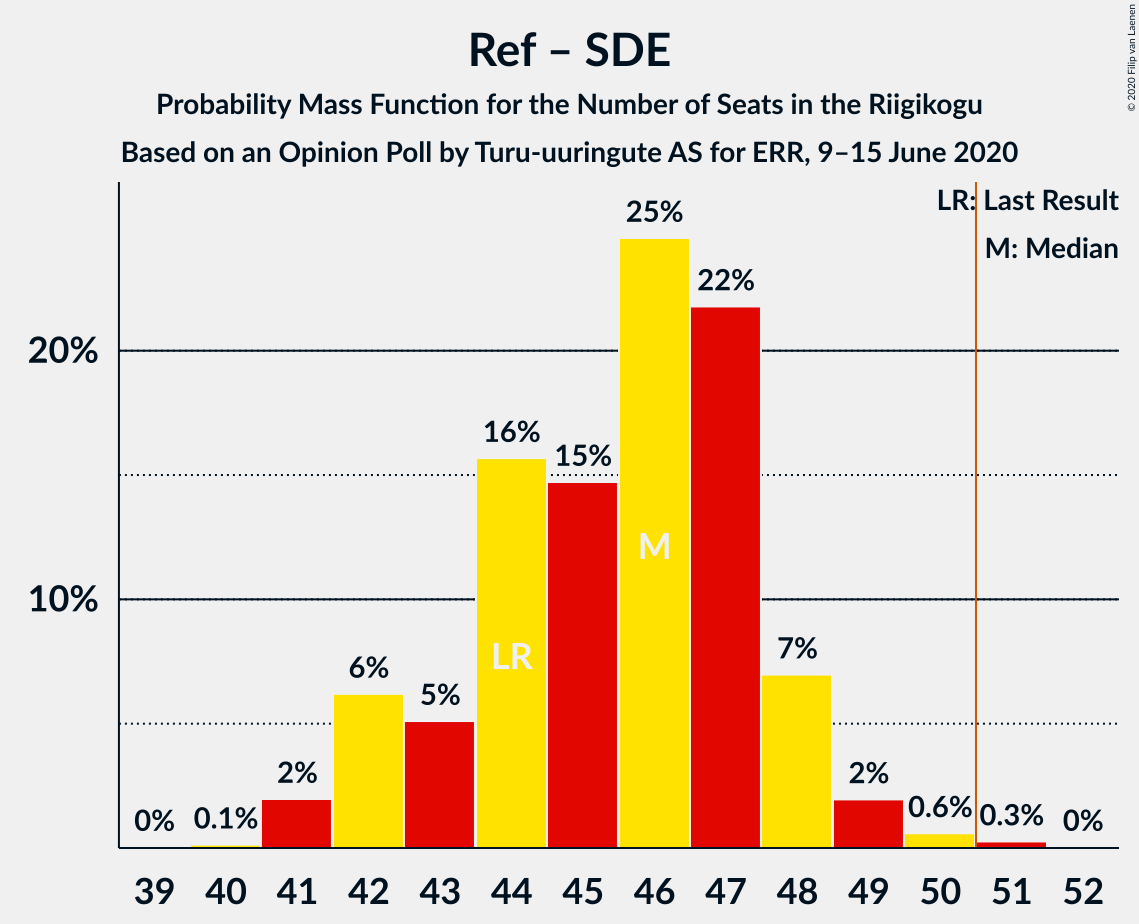 Ref – SDE
Probability Mass Function for the Number of Seats in the Riigikogu
Based on an Opinion Poll by Turu-uuringute AS for ERR, 9–15 June 2020
© 2020 Filip van Laenen
LR: Last Result
M: Median
20%
10%
0%
0.1%
2%
6%
5%
16%
15%
25%
22%
7%
2%
0.6%
0.3%
0%
LR
M
39 40 41 42 43 44 45 46 47 48 49 50 51 52